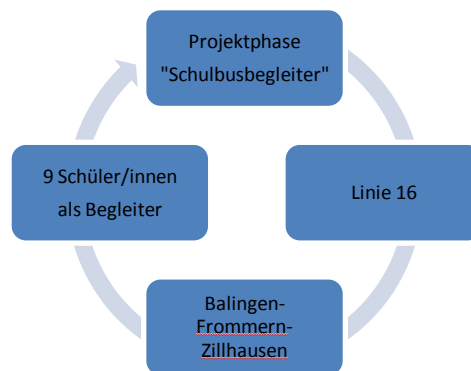 Projektphase
"Schulbusbegleiter"
Linie 16
Balingen-
Frommern-
Zillhausen
9 Schüler/innen
als Begleiter